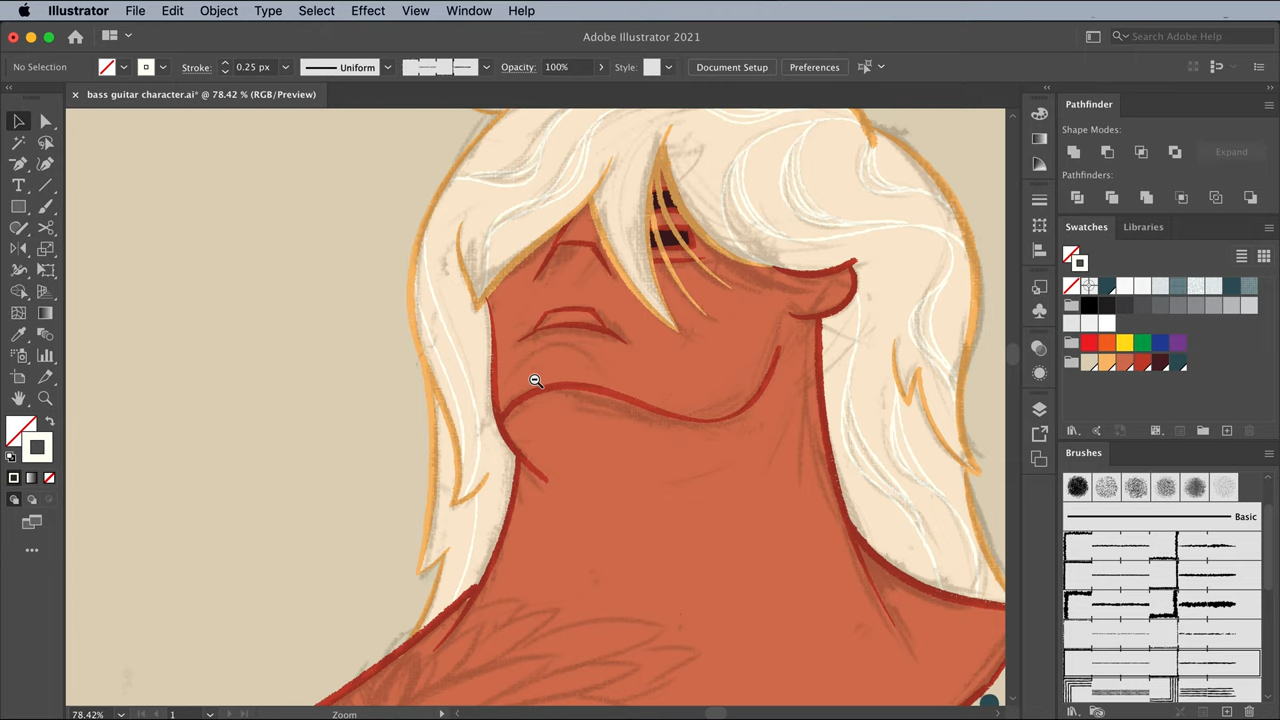 Illustrator File Edit Object Type Select Effect View Window Help
Adobe Illustrator 2021
Search Adobe Help
No Selection
Stroke:
0.25 px
Uniform
Opacity:
100%
Style:
Document Setup
Preferences
bass guitar character.ai* @ 78.42 % (RGB/Preview)
Pathfinder
Shape Modes:
Expand
Pathfinders:
Swatches
Libraries
Brushes
Basic
78.42%
1
Zoom